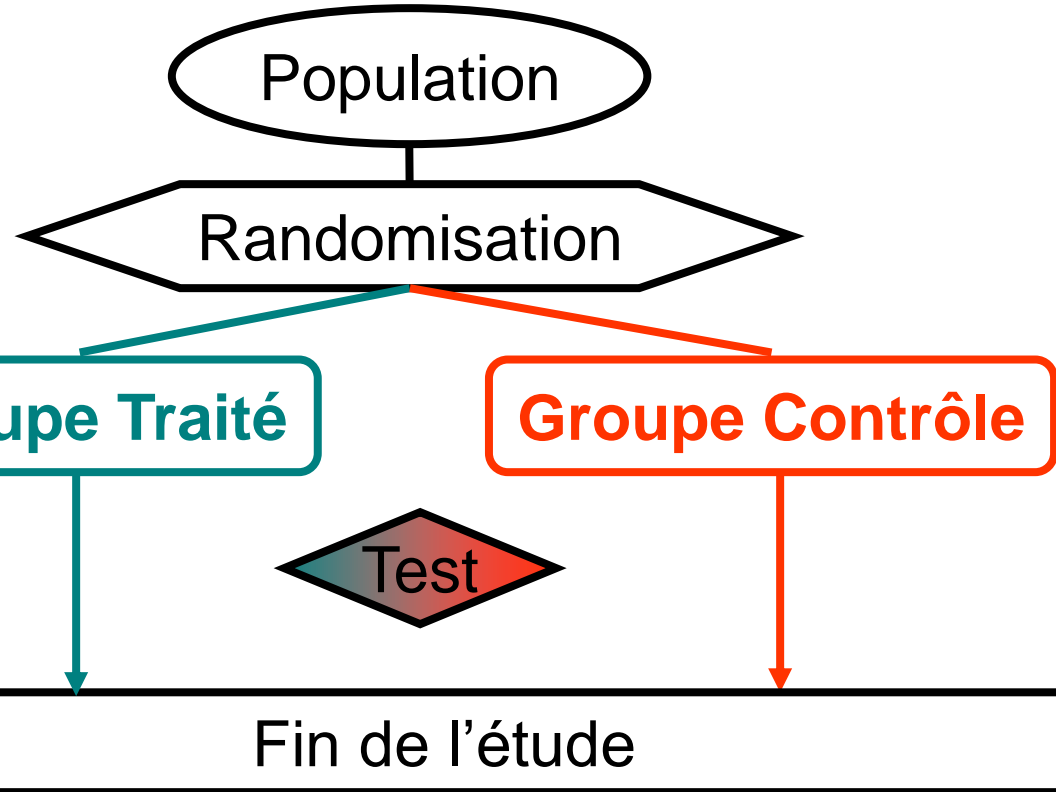 Population
Randomisation
upe Traité
Groupe Contrôle
Test
Fin de l’étude